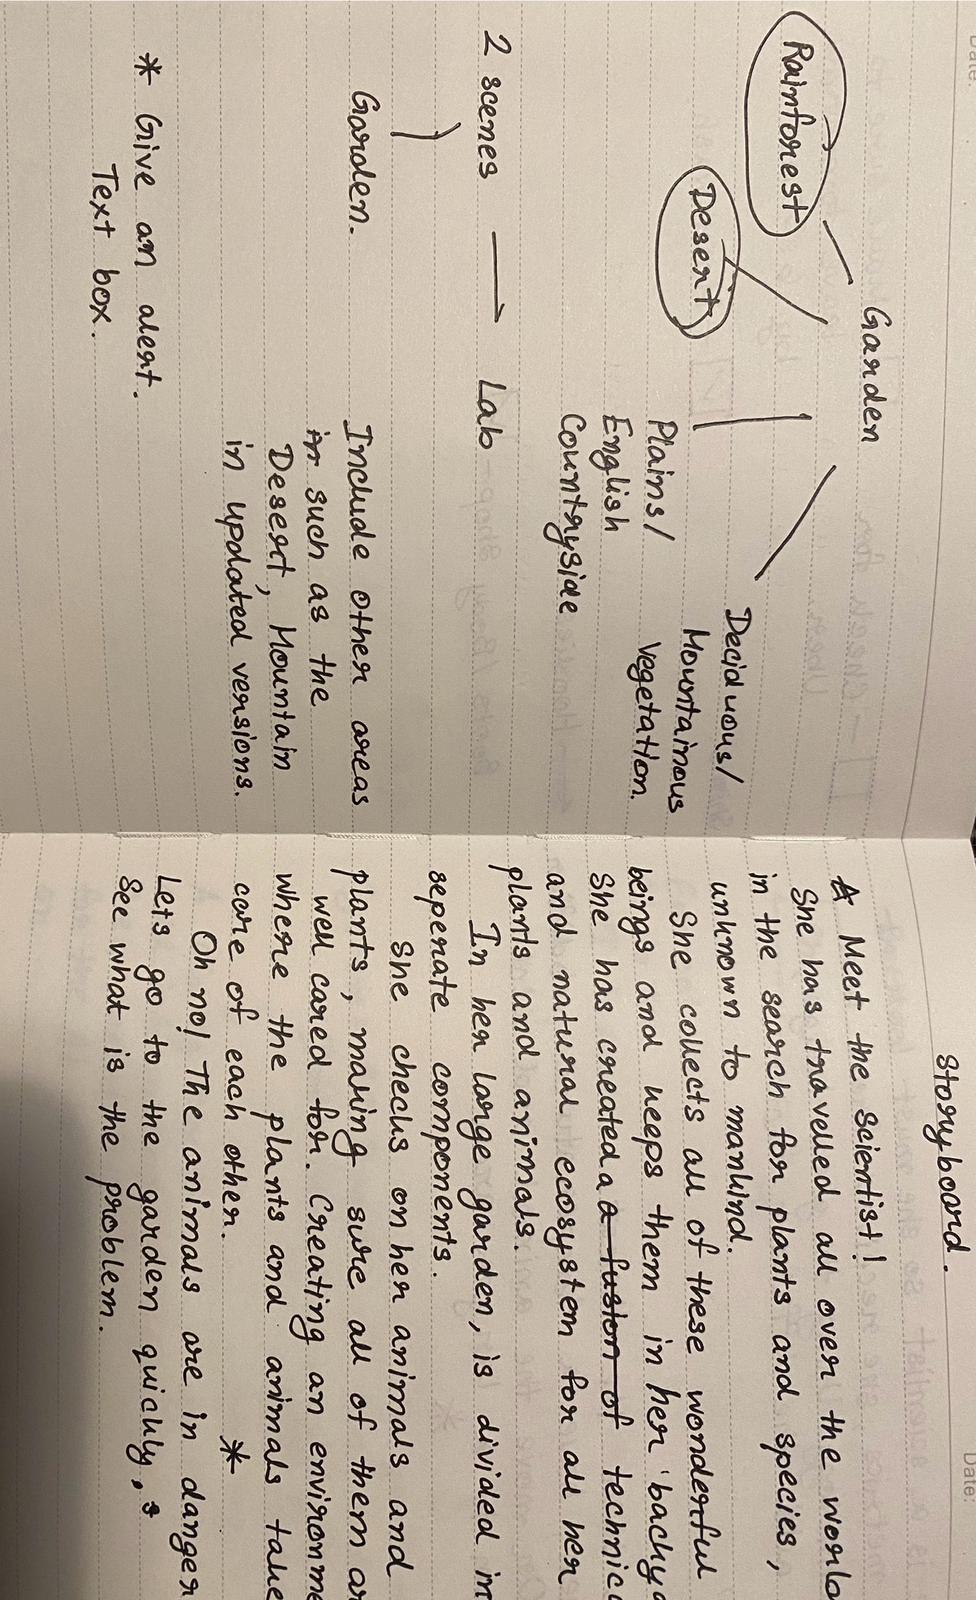 Date:
Garden
Rainforest
Desert
Plains/
English
Countryside
Deciduous/
Mountainous
Vegetation.
2 scenes → Lab
Garden.
Include other areas
in such as the
Desert, Mountain
in updated versions.
* Give an alert.
Text box.
Date:
Storyboard.
A Meet the scientist!
She has travelled all over the world
in the search for plants and species,
unknown to mankind.
She collects all of these wonderful
beings and keeps them in her backya
She has created a a fusion of technica
and natural ecosystem for all her
plants and animals.
In her large garden, is divided in
seperate components.
She checks on her animals and
plants, making sure all of them ar
well cared for. Creating an environme
where the plants and animals take
care of each other. *
Oh no! The animals are in danger
Lets go to the garden quickly, s
See what is the problem.